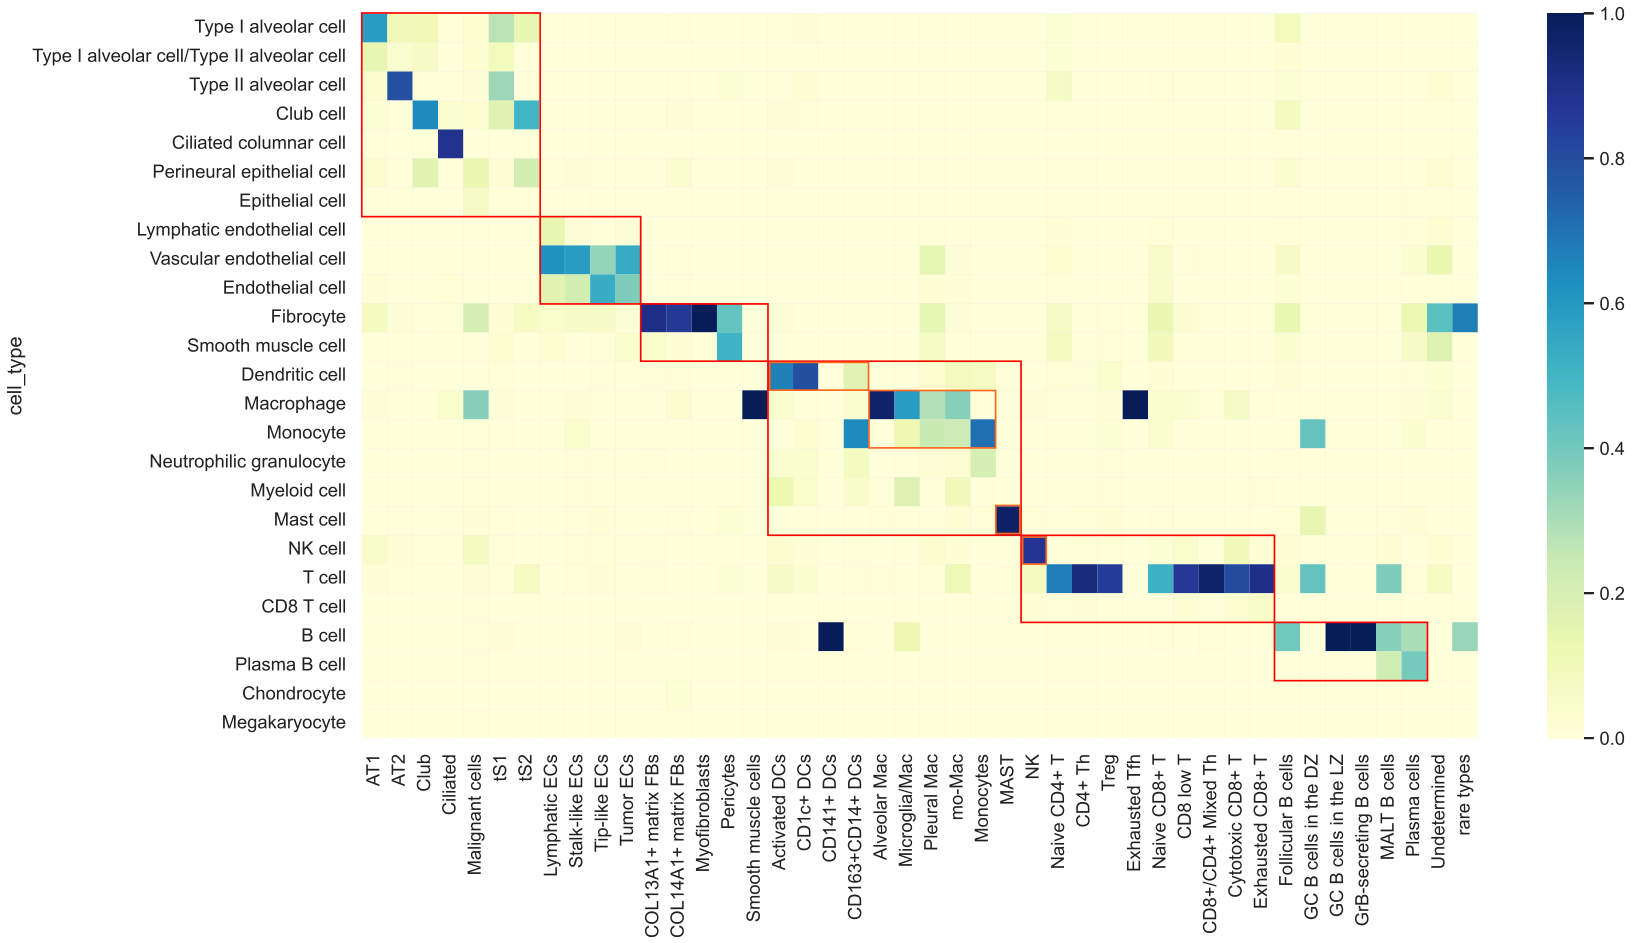 cell_type
Type I alveolar cell
Type I alveolar cell/Type II alveolar cell
Type II alveolar cell
Club cell
Ciliated columnar cell
Perineural epithelial cell
Epithelial cell
Lymphatic endothelial cell
Vascular endothelial cell
Endothelial cell
Fibrocyte
Smooth muscle cell
Dendritic cell
Macrophage
Monocyte
Neutrophilic granulocyte
Myeloid cell
Mast cell
NK cell
T cell
CD8 T cell
B cell
Plasma B cell
Chondrocyte
Megakaryocyte
AT1
AT2
Club
Ciliated
Malignant cells
tS1
tS2
Lymphatic ECs
Stalk-like ECs
Tip-like ECs
Tumor ECs
COL13A1+ matrix FBs
COL14A1+ matrix FBs
Myofibroblasts
Pericytes
Smooth muscle cells
Activated DCs
CD1c+ DCs
CD141+ DCs
CD163+CD14+ DCs
Alveolar Mac
Microglia/Mac
Pleural Mac
mo-Mac
Monocytes
MAST
NK
Naive CD4+ T
CD4+ Th
Treg
Exhausted Tfh
Naive CD8+ T
CD8 low T
CD8+/CD4+ Mixed Th
Cytotoxic CD8+ T
Exhausted CD8+ T
Follicular B cells
GC B cells in the DZ
GC B cells in the LZ
GrB-secreting B cells
MALT B cells
Plasma cells
Undetermined
rare types
1.0
0.8
0.6
0.4
0.2
0.0